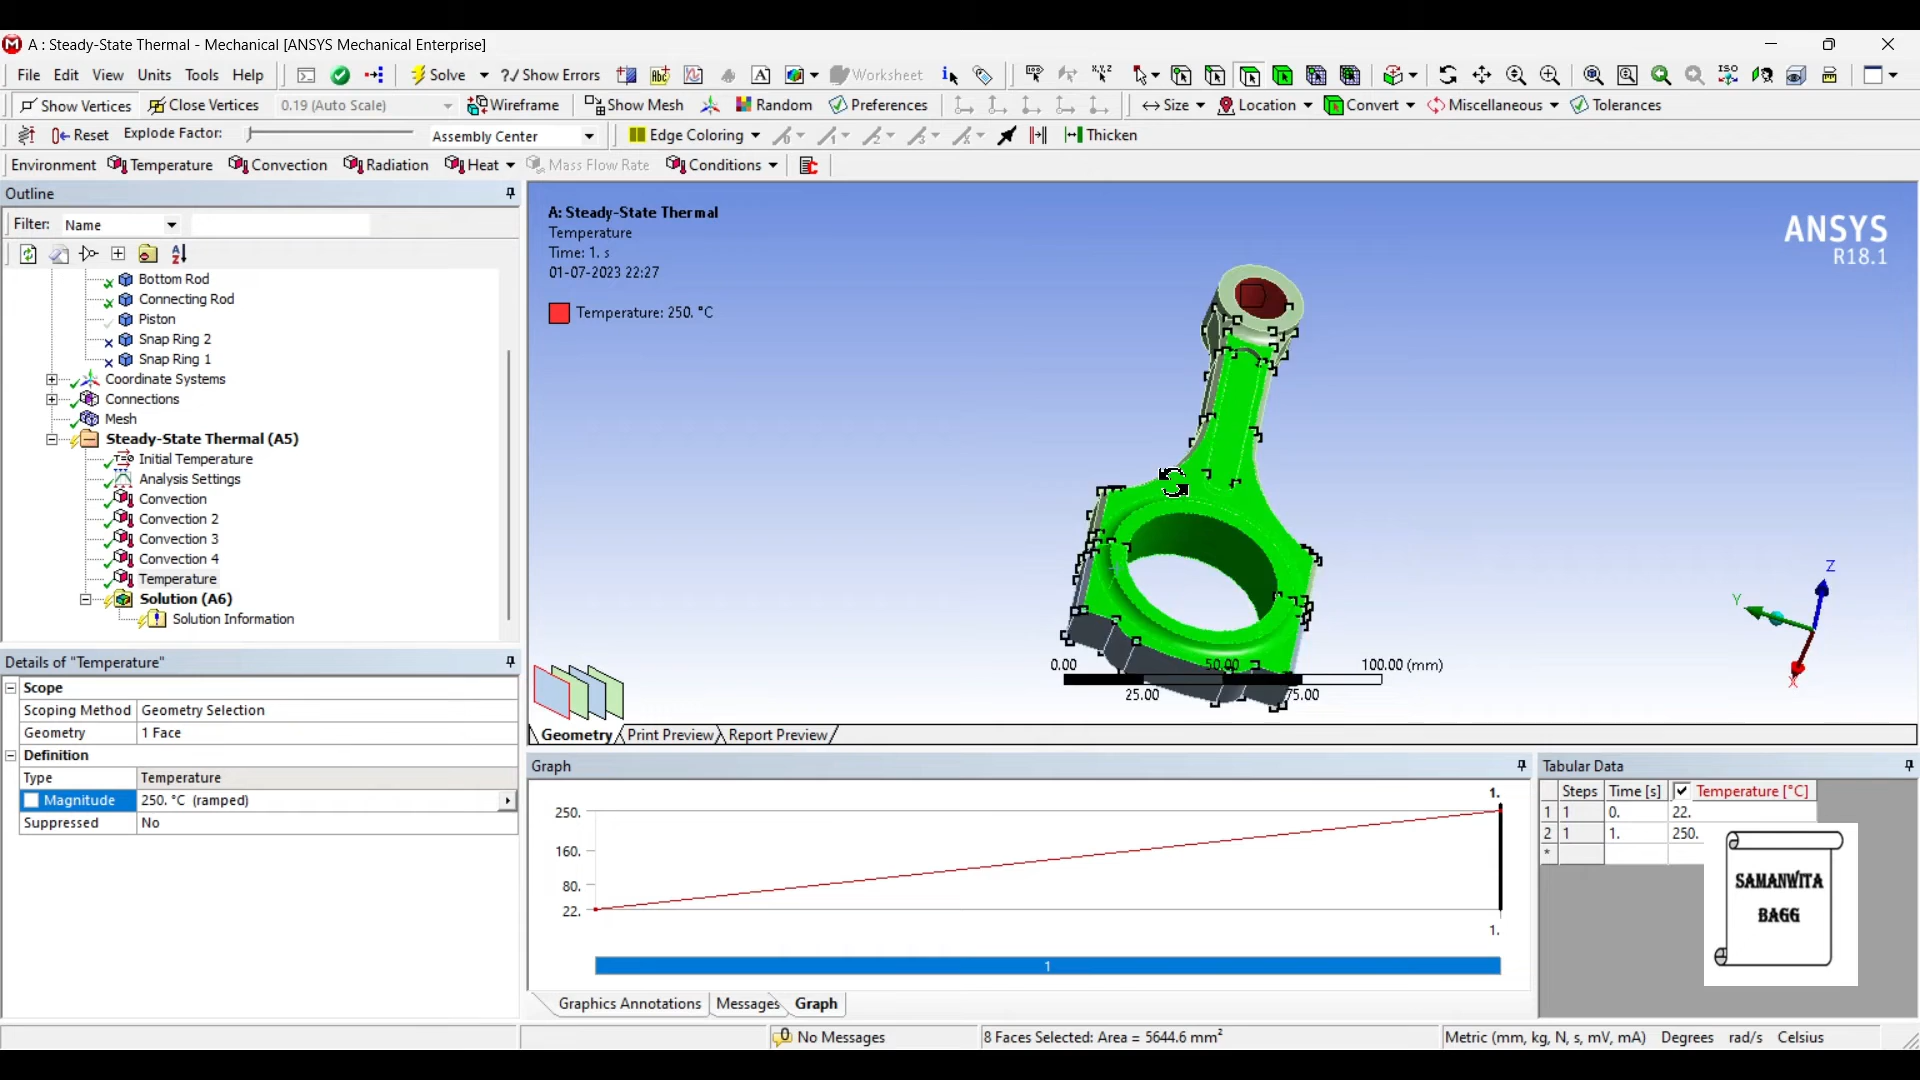 A : Steady-State Thermal - Mechanical [ANSYS Mechanical Enterprise]
File Edit View Units Tools Help Solve ?/ Show Errors Worksheet
Show Vertices Close Vertices 0.19 (Auto Scale) Wireframe Show Mesh Random Preferences Size Location Convert Miscellaneous Tolerances
Reset Explode Factor: Assembly Center Edge Coloring Thicken
Environment Temperature Convection Radiation Heat Mass Flow Rate Conditions
Outline
Filter: Name
Bottom Rod
Connecting Rod
Piston
Snap Ring 2
Snap Ring 1
Coordinate Systems
Connections
Mesh
Steady-State Thermal (A5)
Initial Temperature
Analysis Settings
Convection
Convection 2
Convection 3
Convection 4
Temperature
Solution (A6)
Solution Information
Details of "Temperature"
Scope
Scoping Method Geometry Selection
Geometry 1 Face
Definition
Type Temperature
Magnitude 250. °C (ramped)
Suppressed No
A: Steady-State Thermal
Temperature
Time: 1. s
01-07-2023 22:27
Temperature: 250. °C
ANSYS
R18.1
Z
Y
X
0.00 50.00 100.00 (mm)
25.00 75.00
Geometry Print Preview Report Preview
Graph
1.
250.
160.
80.
22.
1.
1
Graphics Annotations Messages Graph
Tabular Data
Steps Time [s] Temperature [°C]
1 1 0. 22.
2 1 1. 250.
*
SAMANWITA
BAGG
No Messages 8 Faces Selected: Area = 5644.6 mm² Metric (mm, kg, N, s, mV, mA) Degrees rad/s Celsius